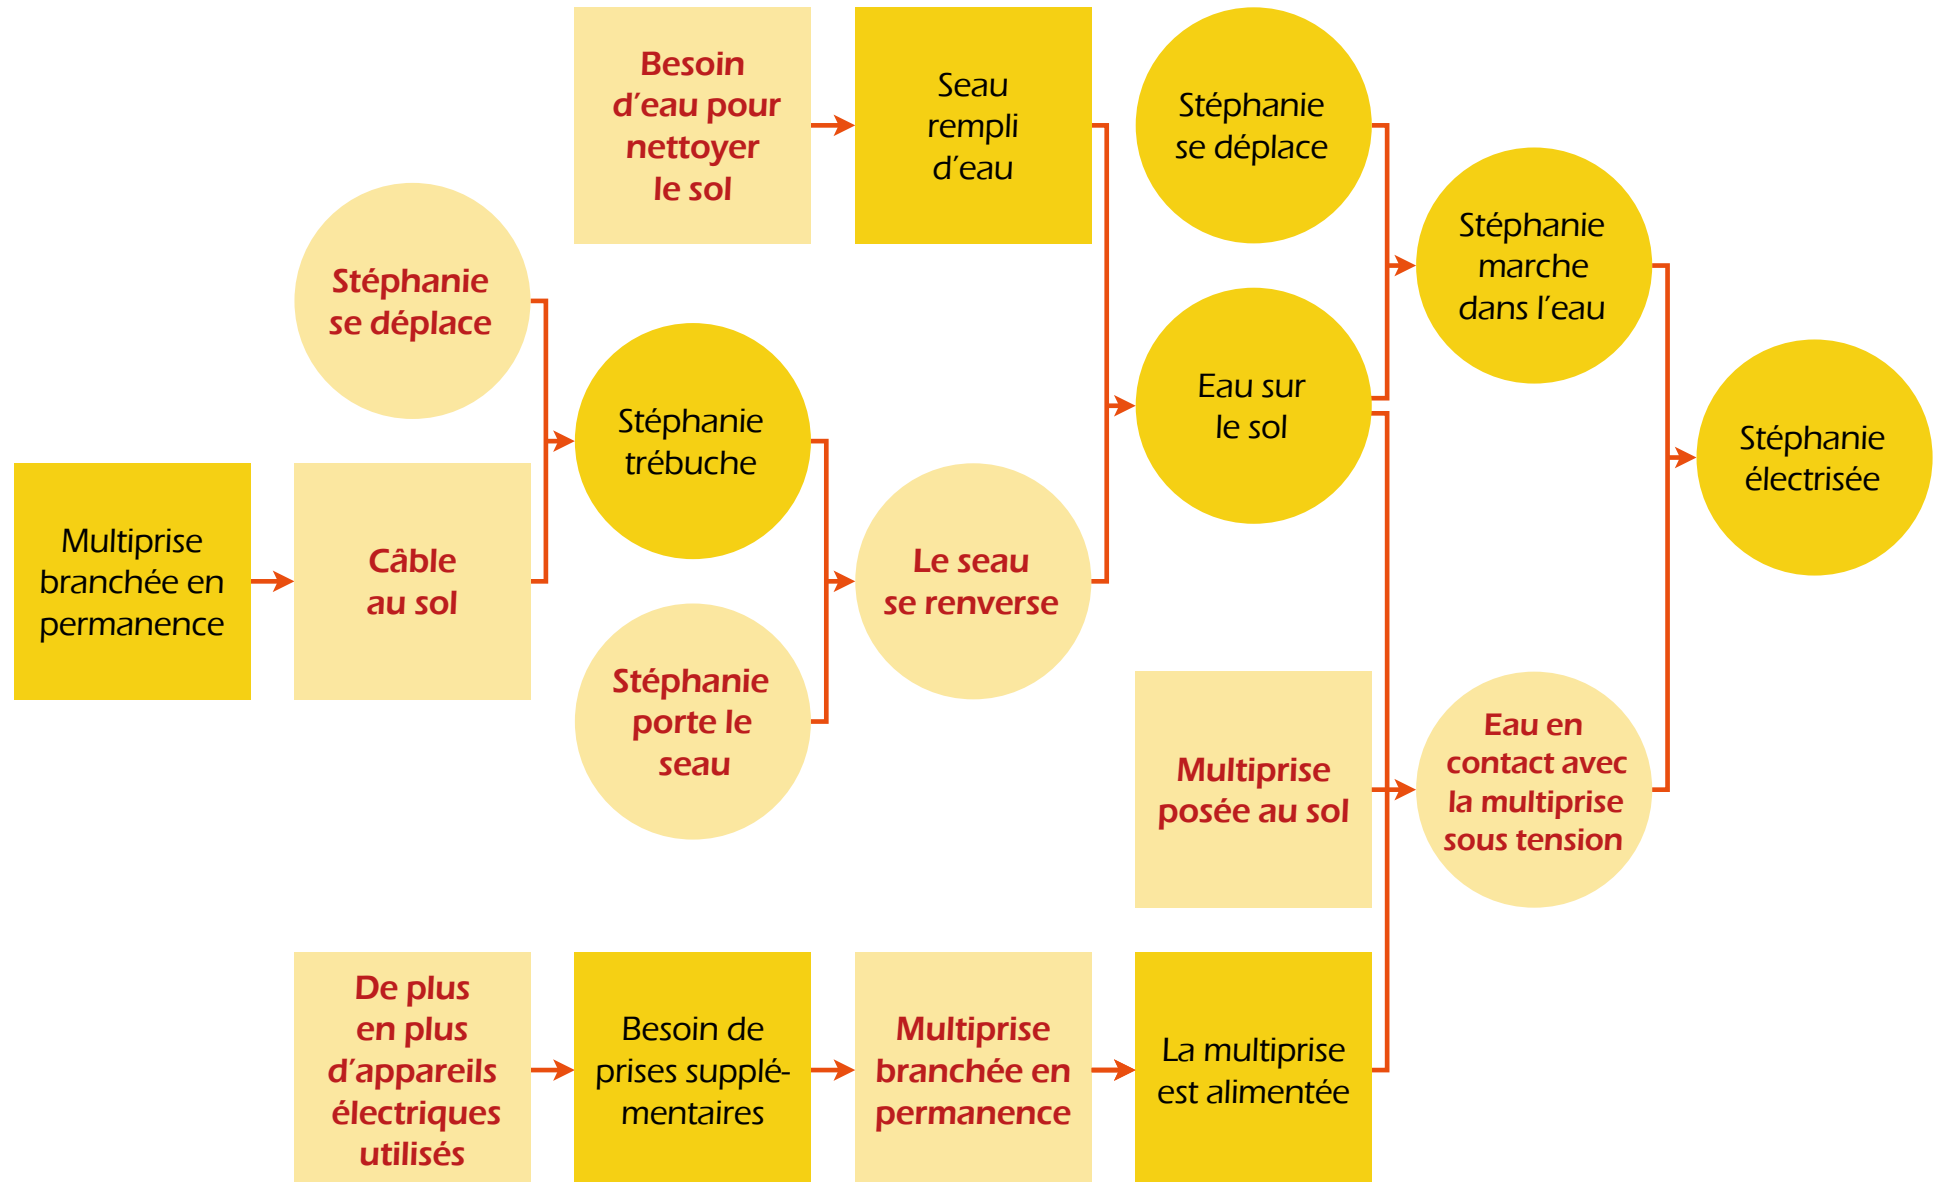 Besoin
d’eau pour
nettoyer
le sol
Seau
rempli
d’eau
Stéphanie
se déplace
Stéphanie
se déplace
Stéphanie
marche
dans l’eau
Stéphanie
trébuche
Eau sur
le sol
Stéphanie
électrisée
Multiprise
branchée en
permanence
Câble
au sol
Le seau
se renverse
Stéphanie
porte le
seau
Multiprise
posée au sol
Eau en
contact avec
la multiprise
sous tension
De plus
en plus
d’appareils
électriques
utilisés
Besoin de
prises supplé-
mentaires
Multiprise
branchée en
permanence
La multiprise
est alimentée